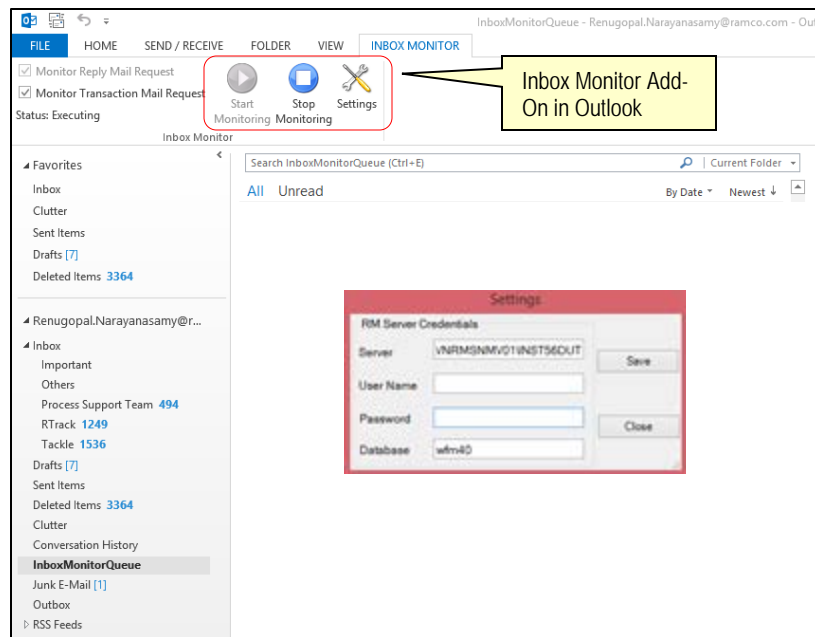 InboxMonitorQueue - Renugopal.Narayanasamy@ramco.com - Out
FILE HOME SEND / RECEIVE FOLDER VIEW INBOX MONITOR
Monitor Reply Mail Request
Monitor Transaction Mail Request
Status: Executing
Start Monitoring
Stop Monitoring
Settings
Inbox Monitor
Inbox Monitor Add-
On in Outlook
Favorites
Inbox
Clutter
Sent Items
Drafts [7]
Deleted Items 3364
Renugopal.Narayanasamy@r...
Inbox
Important
Others
Process Support Team 494
RTrack 1249
Tackle 1536
Drafts [7]
Sent Items
Deleted Items 3364
Clutter
Conversation History
InboxMonitorQueue
Junk E-Mail [1]
Outbox
RSS Feeds
Search InboxMonitorQueue (Ctrl+E) Current Folder
All Unread By Date Newest
Settings
RM Server Credentials
Server
User Name
Password
Database wfm40
Save
Close